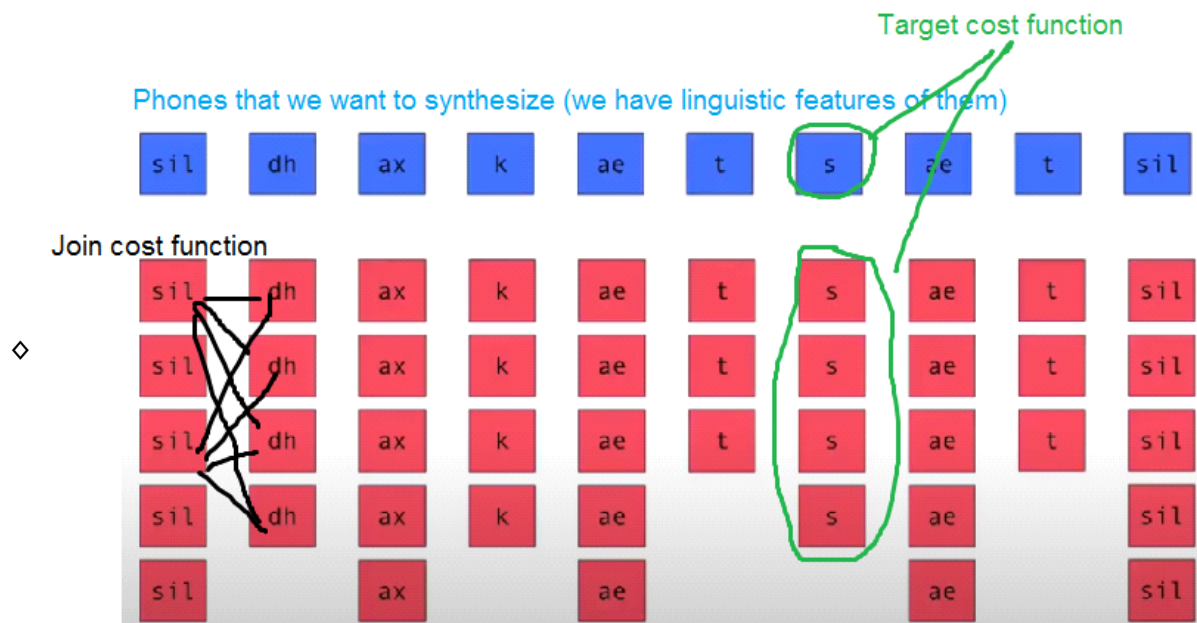 Target cost function
Phones that we want to synthesize (we have linguistic features of them)
sil dh ax k ae t s ae t sil
Join cost function
sil dh ax k ae t s ae t sil
sil dh ax k ae t s ae t sil
sil dh ax k ae t s ae t sil
sil dh ax k ae s ae sil
sil ax ae ae sil